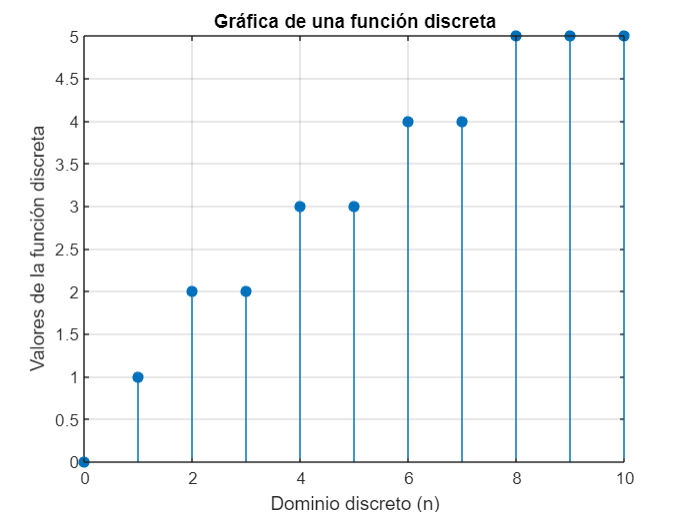 Gráfica de una función discreta
Valores de la función discreta
5
4.5
4
3.5
3
2.5
2
1.5
1
0.5
0
0 2 4 6 8 10
Dominio discreto (n)